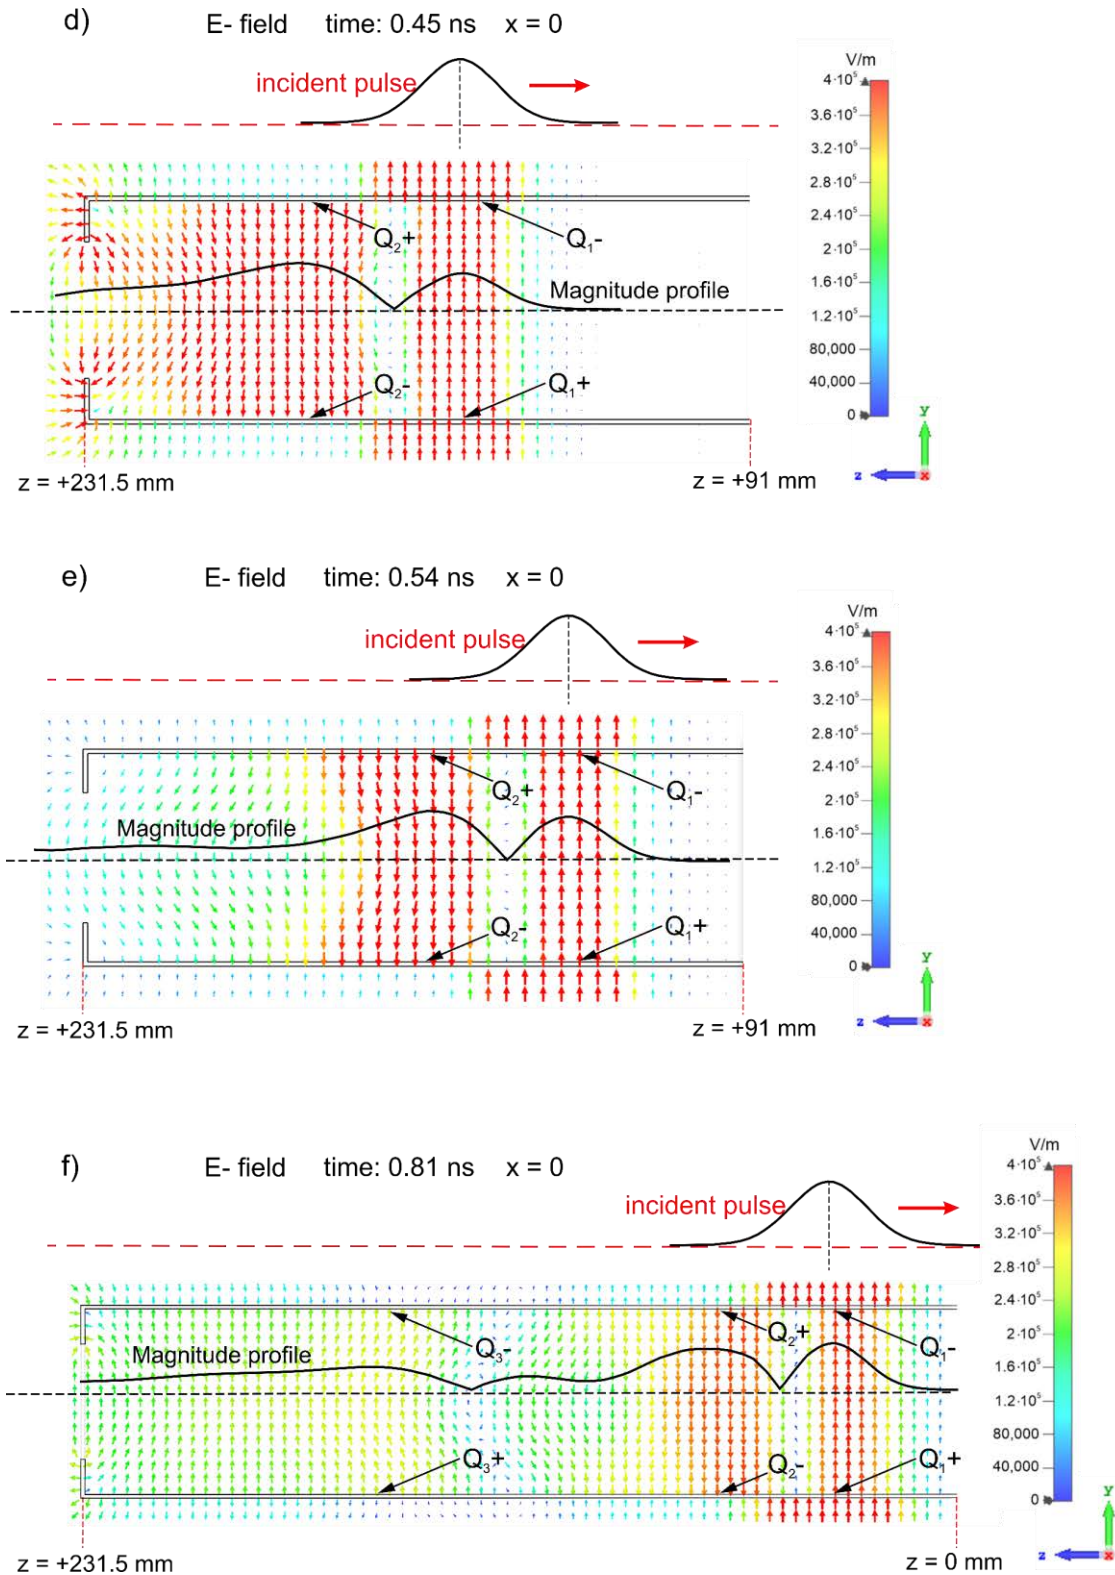 d)
E- field time: 0.45 ns x = 0
incident pulse
V/m
4·10⁵
3.6·10⁵
3.2·10⁵
2.8·10⁵
2.4·10⁵
2·10⁵
1.6·10⁵
1.2·10⁵
80,000
40,000
0
Q₂+
Q₁-
Magnitude profile
Q₂-
Q₁+
y
z
x
z = +231.5 mm
z = +91 mm
e)
E- field time: 0.54 ns x = 0
incident pulse
V/m
4·10⁵
3.6·10⁵
3.2·10⁵
2.8·10⁵
2.4·10⁵
2·10⁵
1.6·10⁵
1.2·10⁵
80,000
40,000
0
Q₂+
Q₁-
Magnitude profile
Q₂-
Q₁+
y
z
x
z = +231.5 mm
z = +91 mm
f)
E- field time: 0.81 ns x = 0
incident pulse
V/m
4·10⁵
3.6·10⁵
3.2·10⁵
2.8·10⁵
2.4·10⁵
2·10⁵
1.6·10⁵
1.2·10⁵
80,000
40,000
0
Q₂+
Q₁-
Q₃-
Magnitude profile
Q₃+
Q₂-
Q₁+
y
z
x
z = +231.5 mm
z = 0 mm